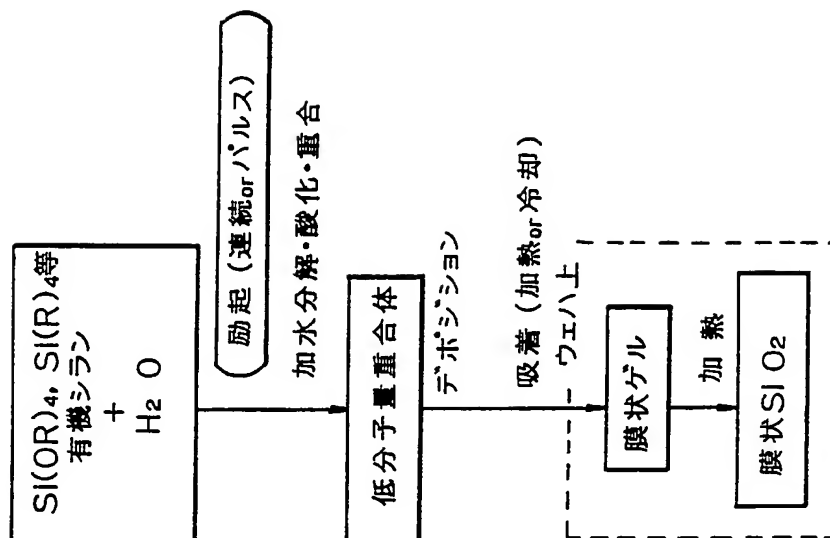 Si(OR)4, Si(R)4等
有機シラン
+
H2O
励起 (連続orパルス)
加水分解・酸化・重合
低分子量重合体
デポジション
吸着 (加熱or冷却)
ウェハ上
膜状ゲル
加熱
膜状SiO2